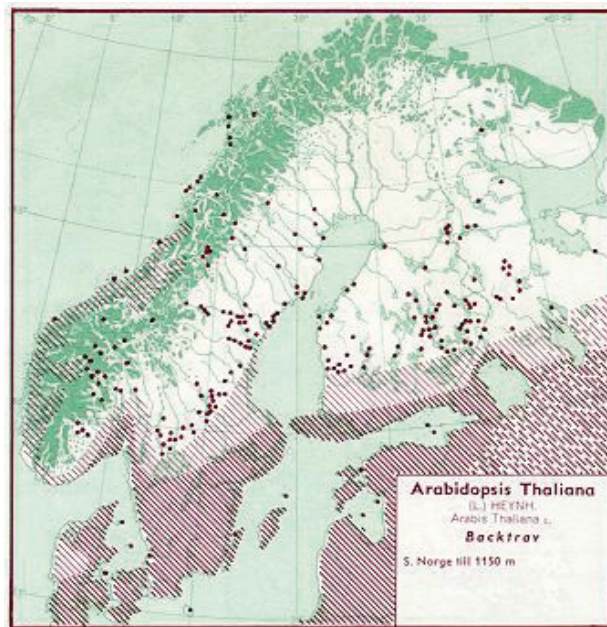 Arabidopsis Thaliana
(L.) HEYNH.
Arabis Thaliana L.
Backtrav
S. Norge till 1150 m